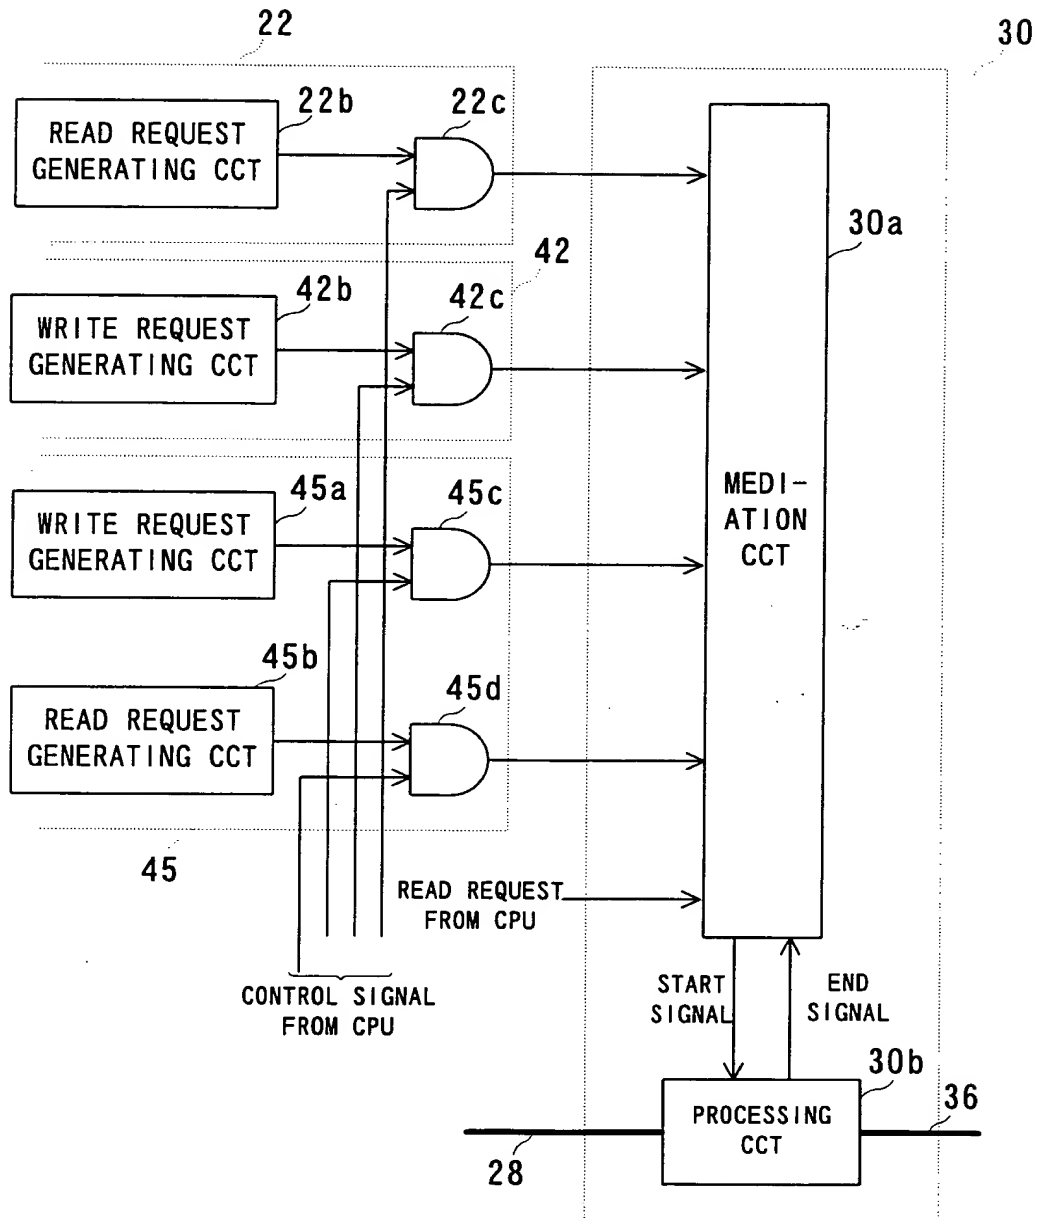 22
30
22b
22c
READ REQUEST
GENERATING CCT
30a
42
42b
42c
WRITE REQUEST
GENERATING CCT
45a
45c
MEDI-
ATION
CCT
WRITE REQUEST
GENERATING CCT
45b
45d
READ REQUEST
GENERATING CCT
45
READ REQUEST
FROM CPU
CONTROL SIGNAL
FROM CPU
START
SIGNAL
END
SIGNAL
30b
36
PROCESSING
CCT
28